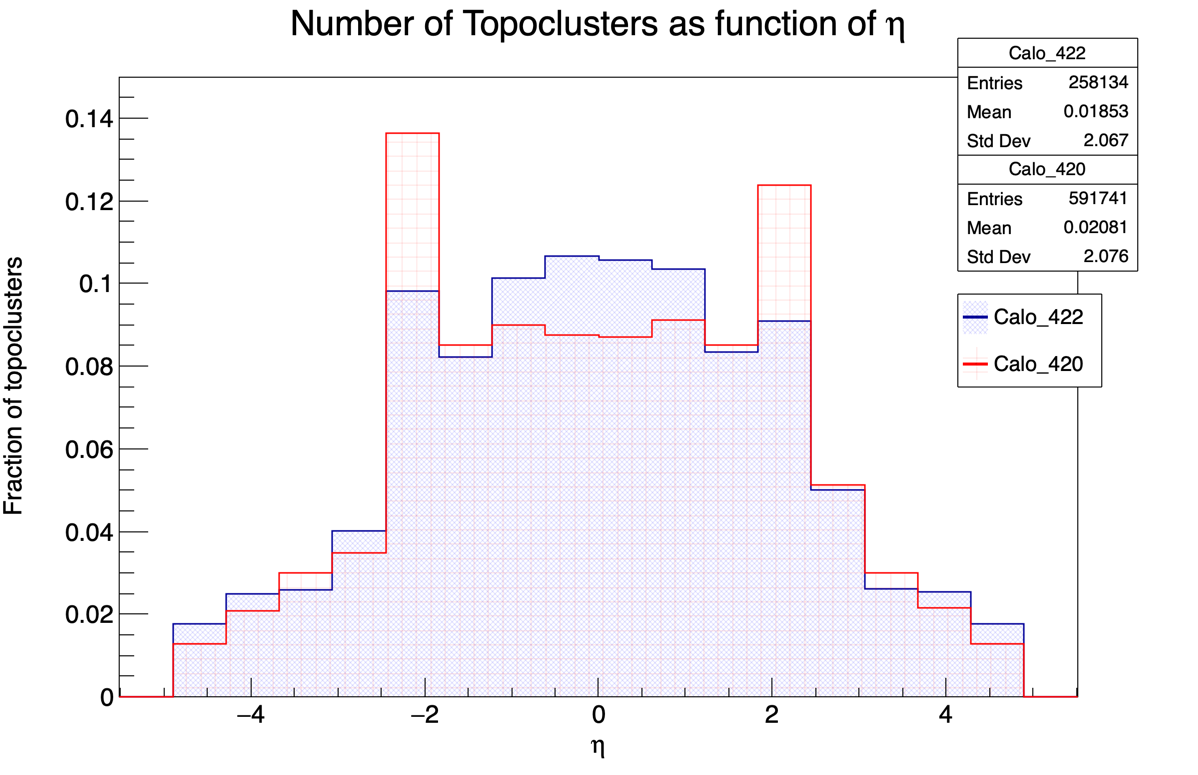 Number of Topoclusters as function of η
Calo_422
Entries 258134
Mean 0.01853
Std Dev 2.067
Calo_420
Entries 591741
Mean 0.02081
Std Dev 2.076
Calo_422
Calo_420
Fraction of topoclusters
0.14
0.12
0.1
0.08
0.06
0.04
0.02
0
−4 −2 0 2 4
η